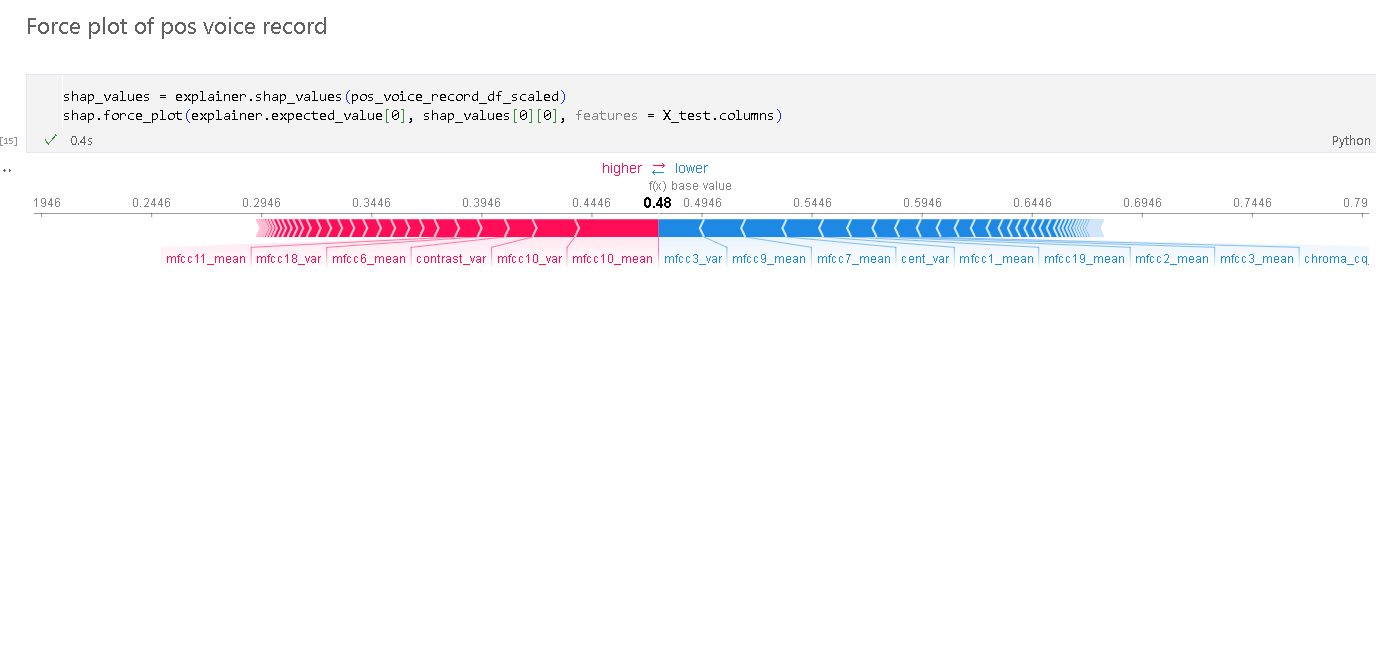 Force plot of pos voice record
shap_values = explainer.shap_values(pos_voice_record_df_scaled)
shap.force_plot(explainer.expected_value[0], shap_values[0][0], features = X_test.columns)
[15]
0.4s
Python
higher ⇄ lower
f(x) base value
1946 0.2446 0.2946 0.3446 0.3946 0.4446 0.48 0.4946 0.5446 0.5946 0.6446 0.6946 0.7446 0.79
mfcc11_mean mfcc18_var mfcc6_mean contrast_var mfcc10_var mfcc10_mean mfcc3_var mfcc9_mean mfcc7_mean cent_var mfcc1_mean mfcc19_mean mfcc2_mean mfcc3_mean chroma_cq